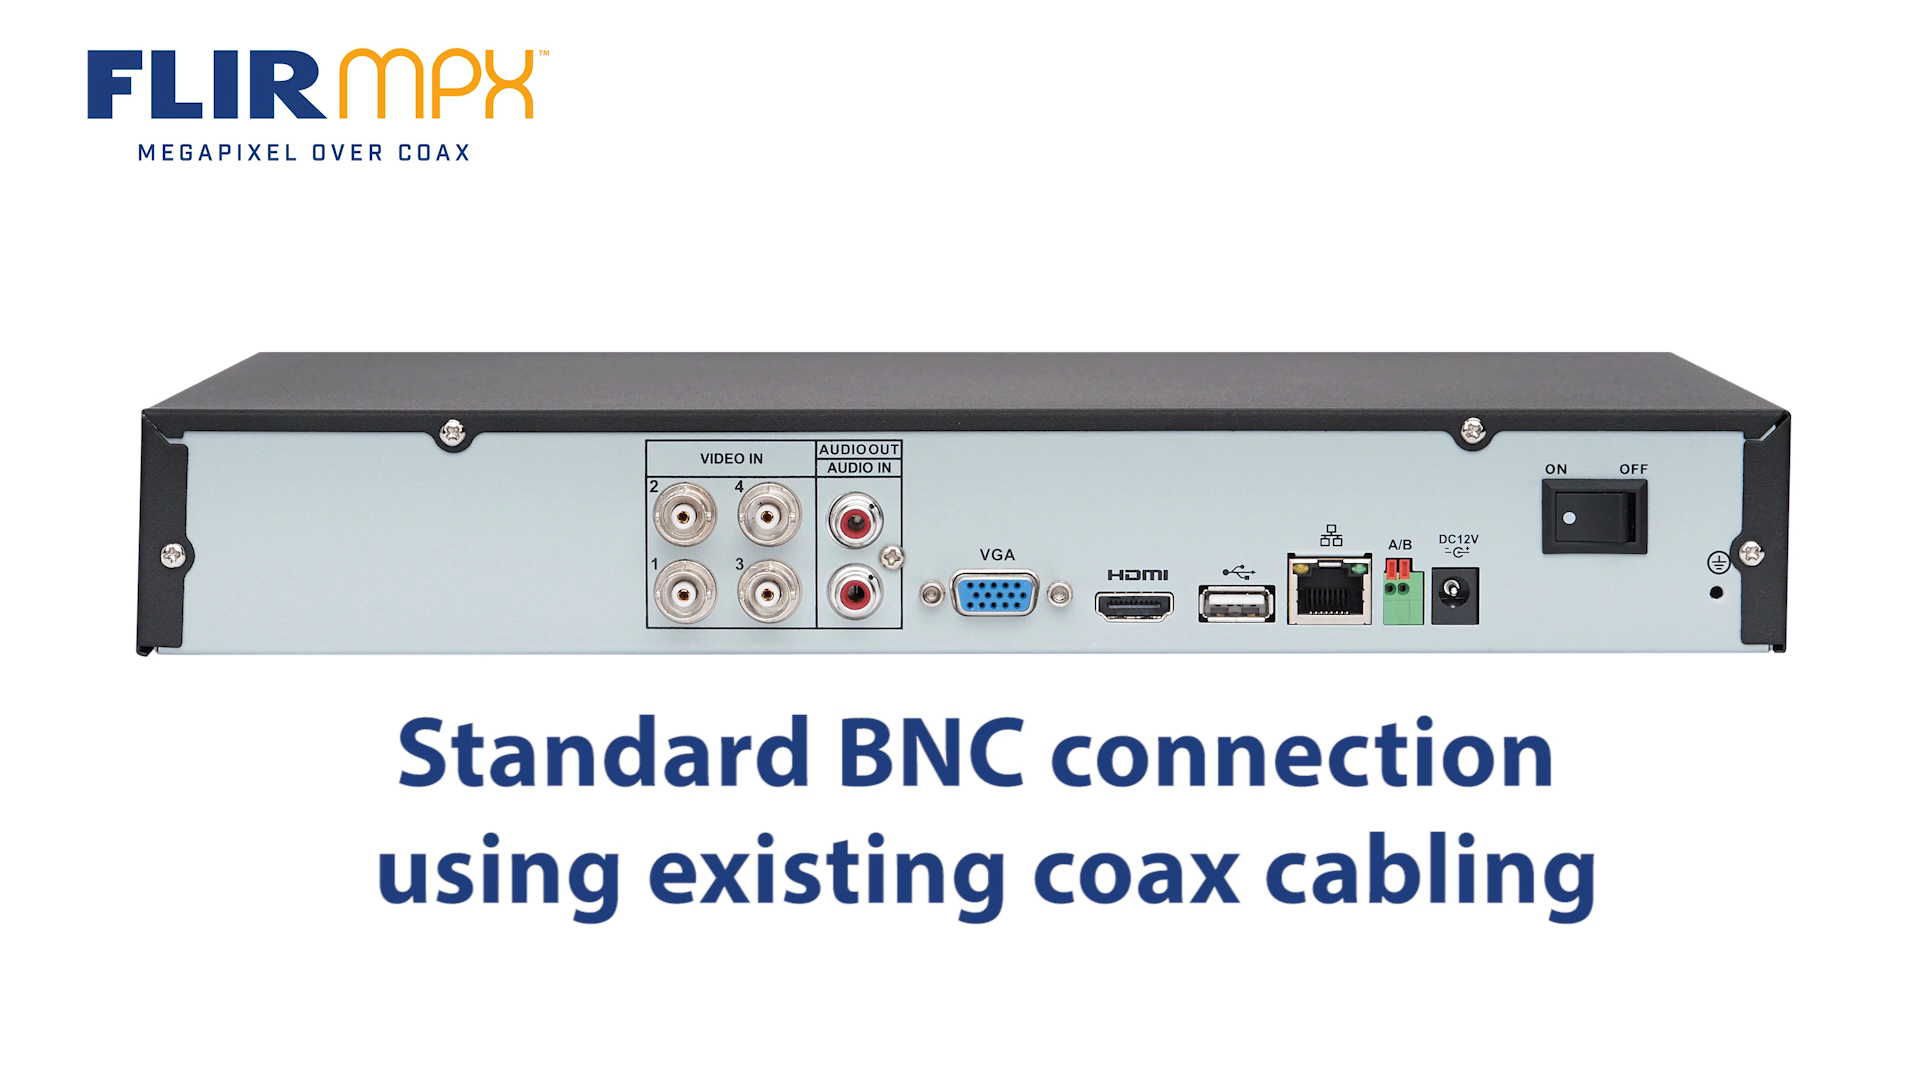 FLIR MPX™
MEGAPIXEL OVER COAX
VIDEO IN
AUDIO OUT
AUDIO IN
2
4
1
3
VGA
HDMI
A/B
DC12V
ON
OFF
Standard BNC connection
using existing coax cabling